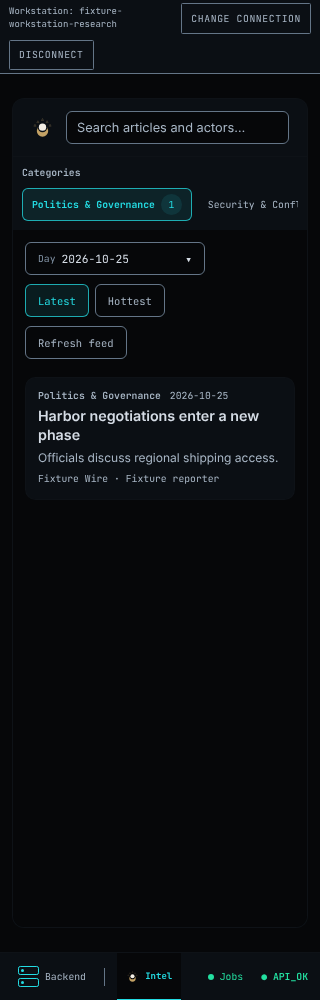 Workstation: fixture-
workstation-research
CHANGE CONNECTION
DISCONNECT
Search articles and actors...
Categories
Politics & Governance 1
Security & Conf
Day 2026-10-25
Latest
Hottest
Refresh feed
Politics & Governance 2026-10-25
Harbor negotiations enter a new
phase
Officials discuss regional shipping access.
Fixture Wire · Fixture reporter
Backend
Intel
Jobs
API_OK